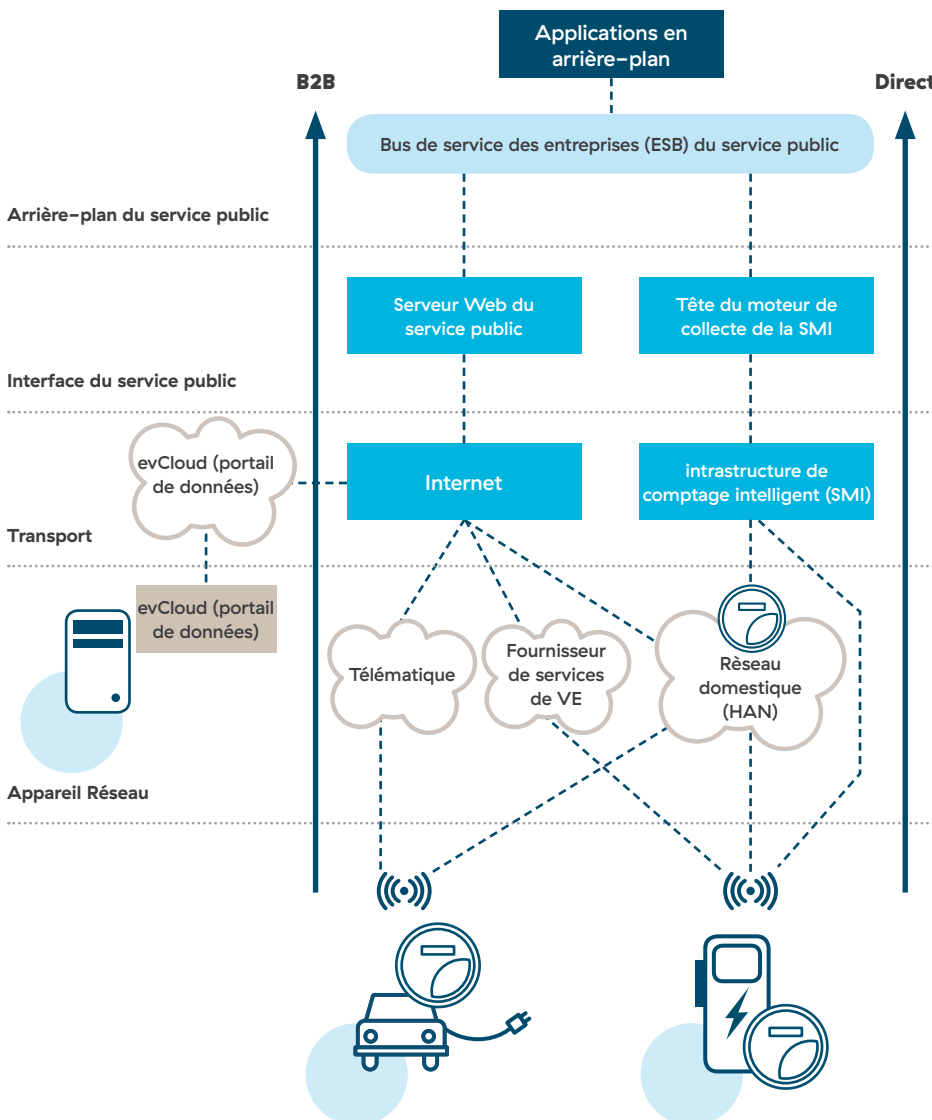 Applications en
arrière-plan
B2B
Direct
Bus de service des entreprises (ESB) du service public
Arrière-plan du service public
Serveur Web du
service public
Tête du moteur de
collecte de la SMI
Interface du service public
evCloud (portail
de données)
Internet
intrastructure de
comptage intelligent (SMI)
Transport
evCloud (portail
de données)
Télématique
Fournisseur
de services
de VE
Rèseau
domestique
(HAN)
Appareil Réseau